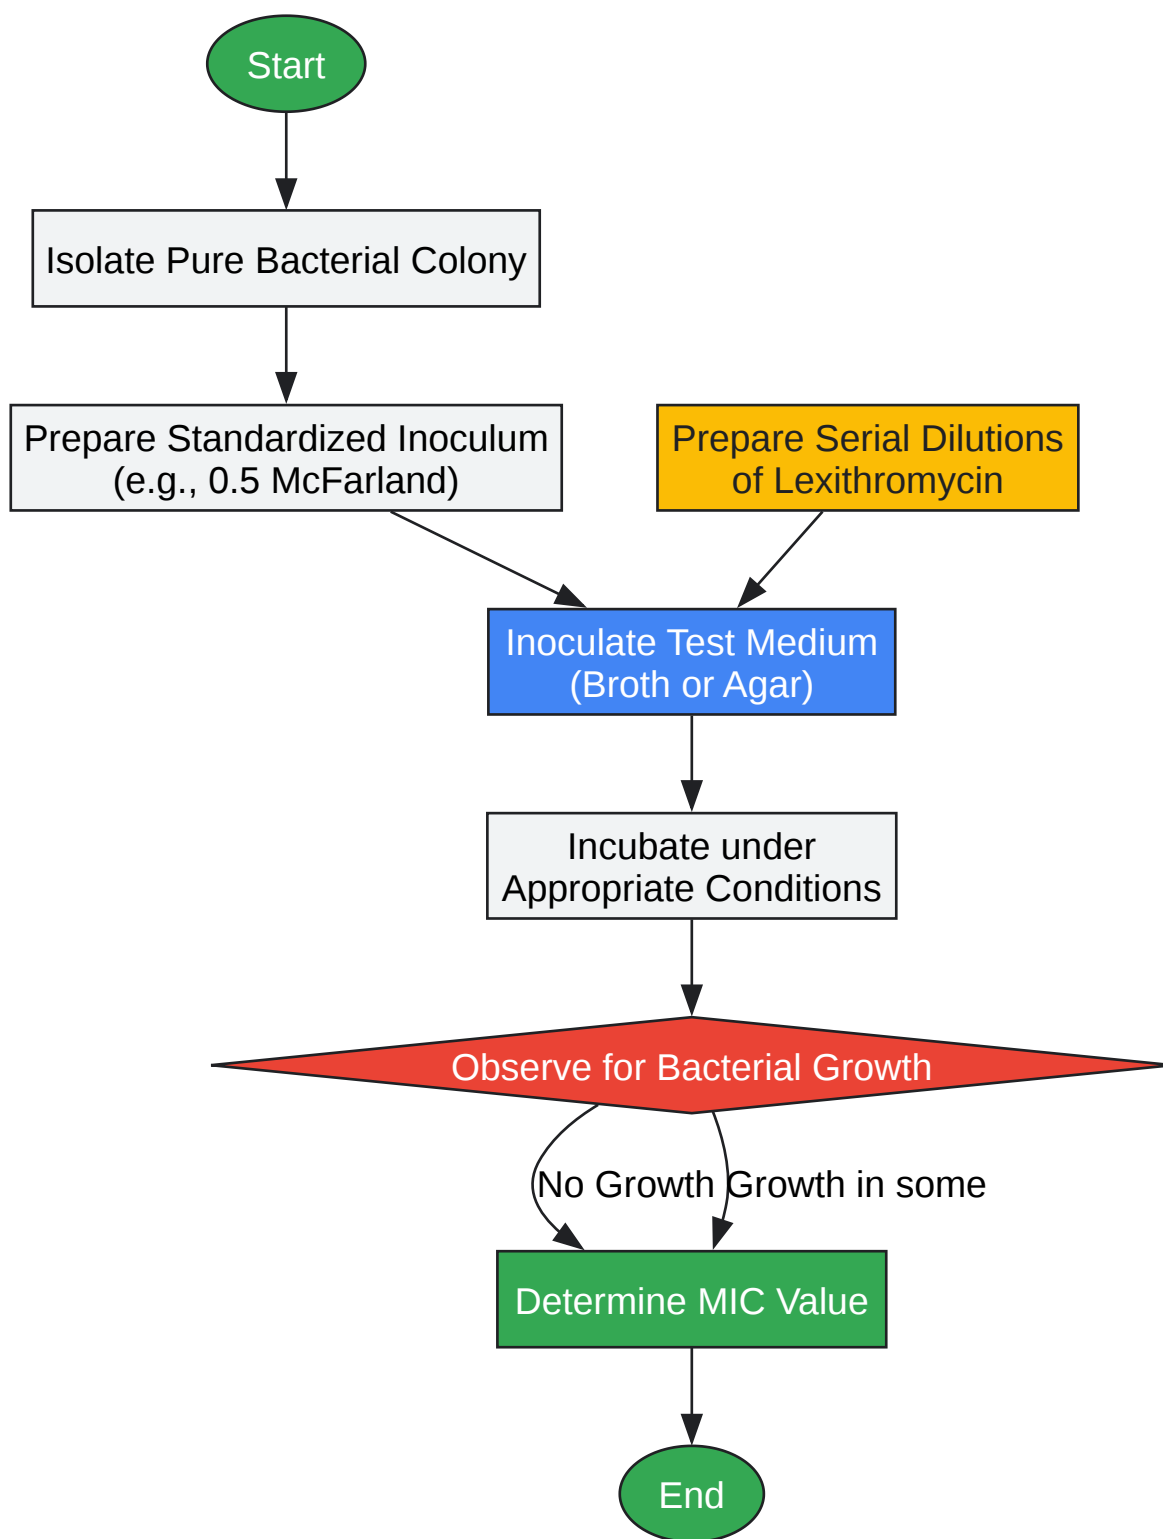 Start
Isolate Pure Bacterial Colony
Prepare Standardized Inoculum
(e.g., 0.5 McFarland)
Prepare Serial Dilutions
of Lexithromycin
Inoculate Test Medium
(Broth or Agar)
Incubate under
Appropriate Conditions
Observe for Bacterial Growth
No Growth
Growth in some
Determine MIC Value
End